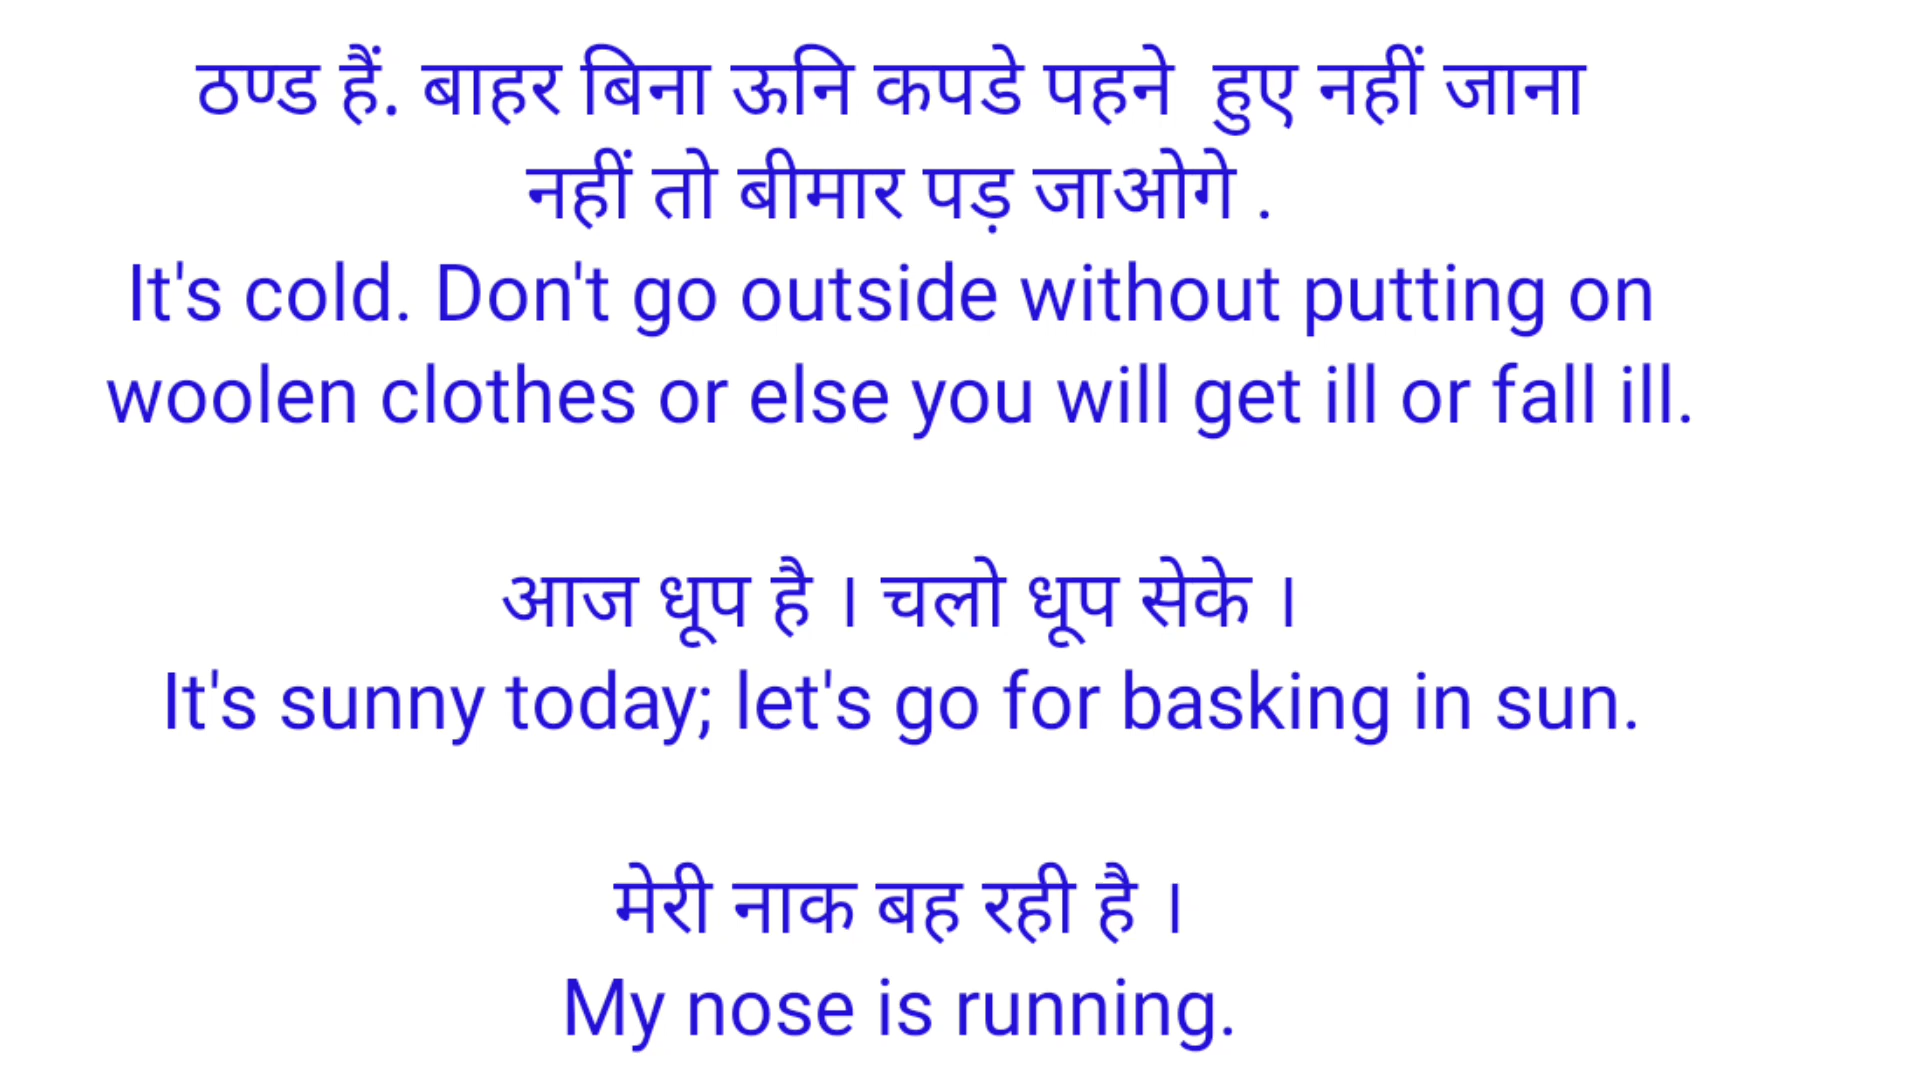 ठण्ड हैं. बाहर बिना ऊनि कपडे पहने हुए नहीं जाना
नहीं तो बीमार पड़ जाओगे .
It's cold. Don't go outside without putting on
woolen clothes or else you will get ill or fall ill.
आज धूप है । चलो धूप सेके ।
It's sunny today; let's go for basking in sun.
मेरी नाक बह रही है ।
My nose is running.